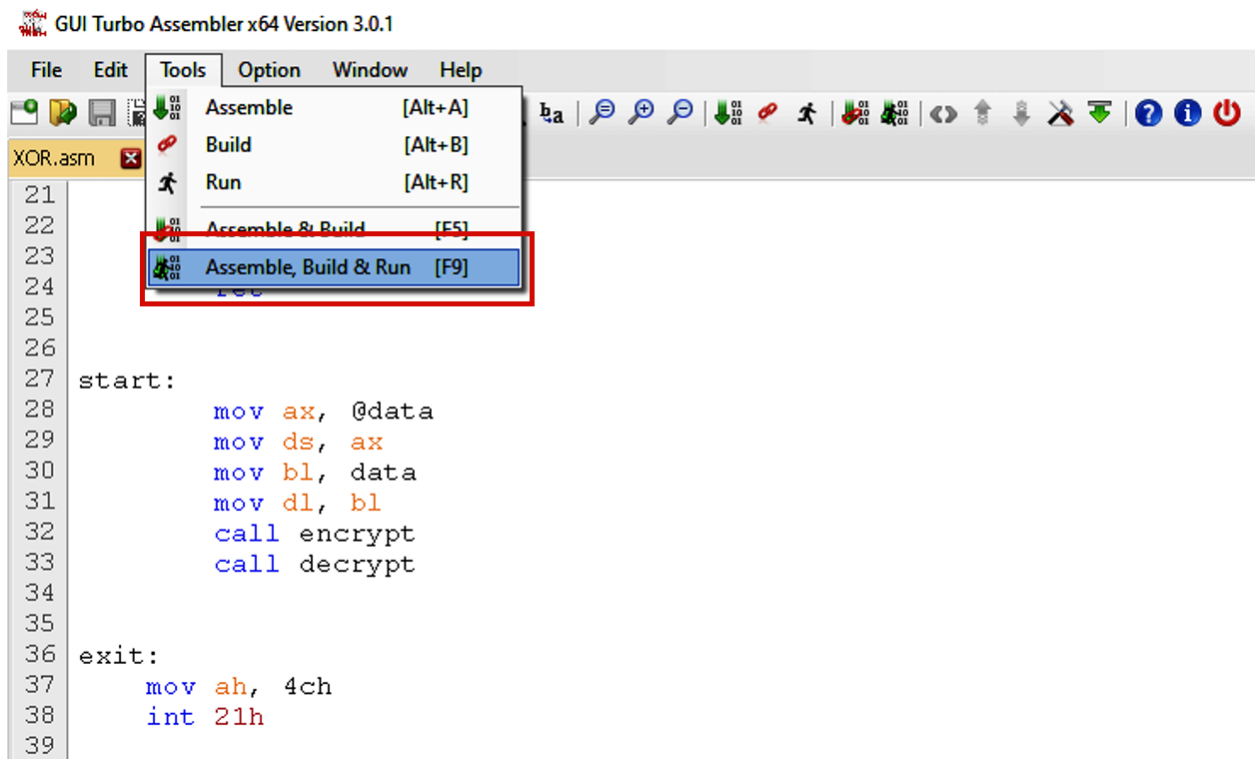 GUI Turbo Assembler x64 Version 3.0.1
File Edit Tools Option Window Help
Assemble [Alt+A]
Build [Alt+B]
Run [Alt+R]
Assemble & Build [F5]
Assemble, Build & Run [F9]
XOR.asm
21
22
23
24 ret
25
26
27 start:
28 mov ax, @data
29 mov ds, ax
30 mov bl, data
31 mov dl, bl
32 call encrypt
33 call decrypt
34
35
36 exit:
37 mov ah, 4ch
38 int 21h
39